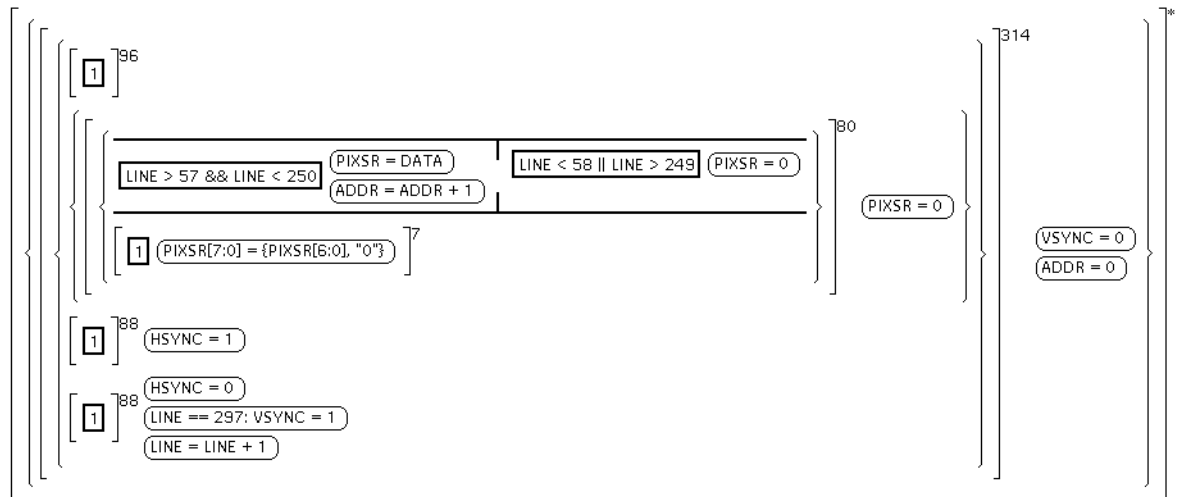 *
314
96
1
80
LINE > 57 && LINE < 250
PIXSR = DATA
ADDR = ADDR + 1
LINE < 58 || LINE > 249
PIXSR = 0
PIXSR = 0
7
1
PIXSR[7:0] = {PIXSR[6:0], "0"}
VSYNC = 0
ADDR = 0
88
1
HSYNC = 1
88
1
HSYNC = 0
LINE == 297: VSYNC = 1
LINE = LINE + 1